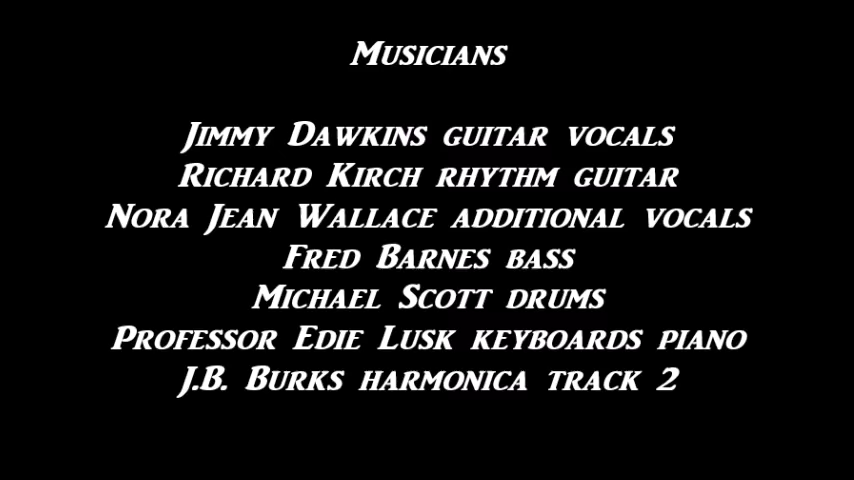 Musicians
Jimmy Dawkins guitar vocals
Richard Kirch rhythm guitar
Nora Jean Wallace additional vocals
Fred Barnes bass
Michael Scott drums
Professor Edie Lusk keyboards piano
J.B. Burks harmonica track 2